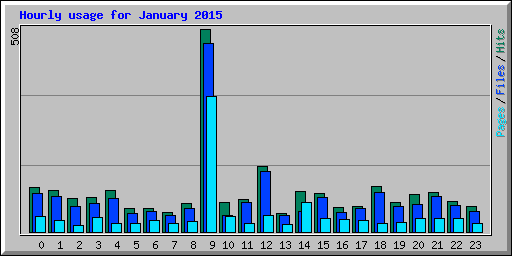 Hourly usage for January 2015
508
Pages / Files / Hits
0 1 2 3 4 5 6 7 8 9 10 11 12 13 14 15 16 17 18 19 20 21 22 23